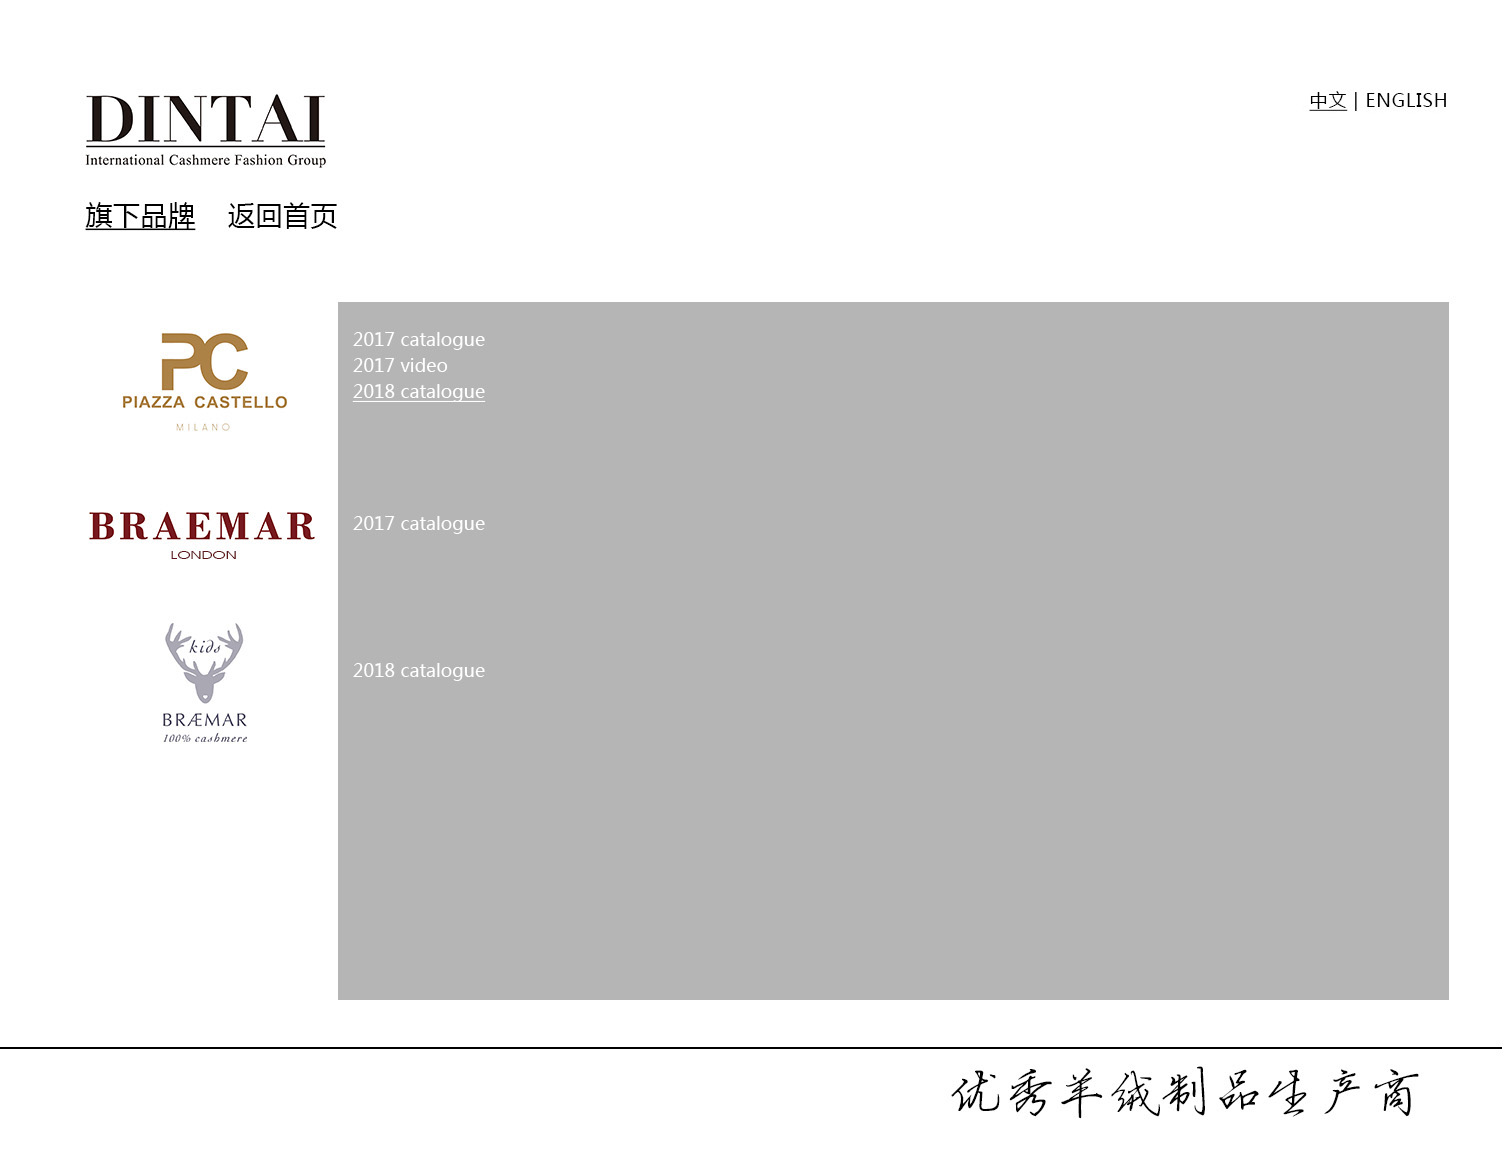 DINTAI
International Cashmere Fashion Group
中文 | ENGLISH
旗下品牌 返回首页
PC
PIAZZA CASTELLO
MILANO
2017 catalogue
2017 video
2018 catalogue
BRAEMAR
LONDON
2017 catalogue
kids
BRÆMAR
100% cashmere
2018 catalogue
优秀羊绒制品生产商